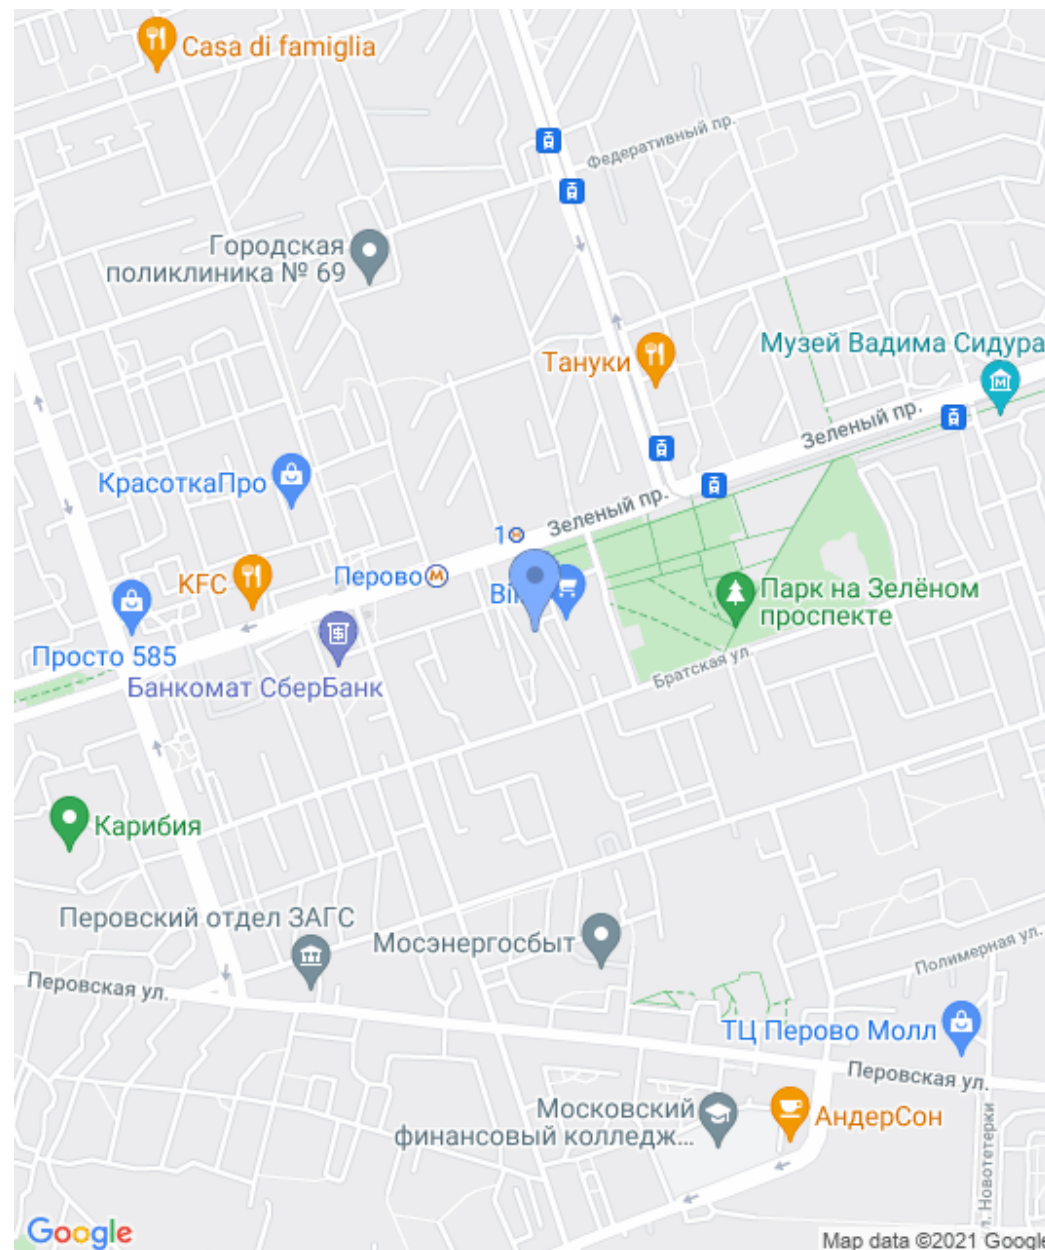 Casa di famiglia
Федеративный пр.
Городская
поликлиника № 69
Музей Вадима Сидура
Тануки
Зеленый пр.
КрасоткаПро
Зеленый пр.
1
Перово
KFC
Парк на Зелёном
проспекте
Просто 585
Банкомат СберБанк
Братская ул.
Карибия
Перовский отдел ЗАГС
Мосэнергосбыт
Полимерная ул.
Перовская ул.
ТЦ Перово Молл
Перовская ул.
Московский
финансовый колледж...
АндерСон
Новотетерки
Google
Map data ©2021 Google